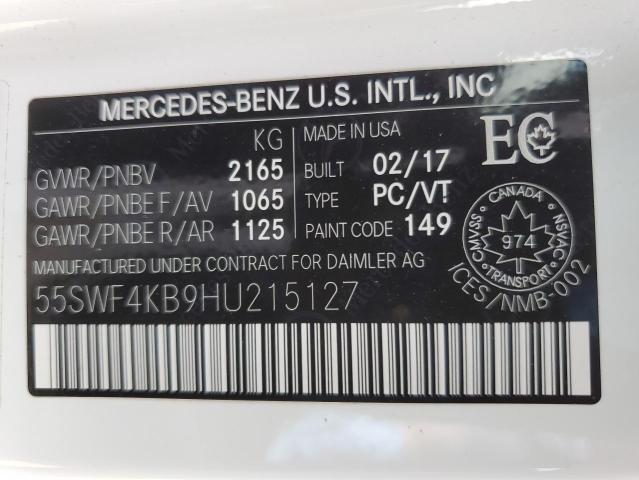 MERCEDES-BENZ U.S. INTL., INC
KG
GVWR/PNBV 2165
GAWR/PNBE F/AV 1065
GAWR/PNBE R/AR 1125
MADE IN USA
BUILT 02/17
TYPE PC/VT
PAINT CODE 149
EC
CANADA
CMVSS NSVAC
974
TRANSPORT
ICES/NMB-002
MANUFACTURED UNDER CONTRACT FOR DAIMLER AG
55SWF4KB9HU215127